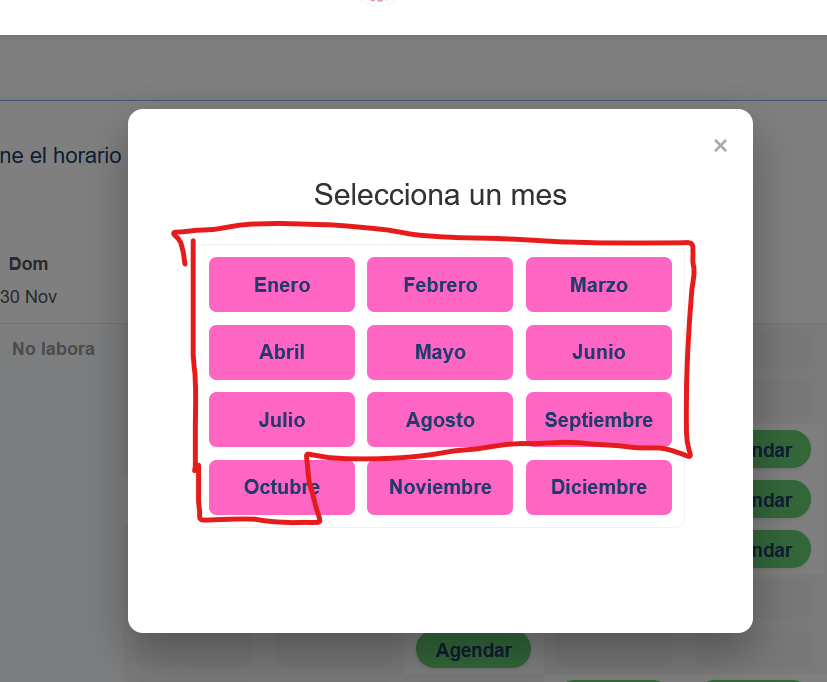 ne el horario
×
Selecciona un mes
Dom
30 Nov
No labora
Enero Febrero Marzo
Abril Mayo Junio
Julio Agosto Septiembre
Octubre Noviembre Diciembre
ndar
ndar
ndar
Agendar